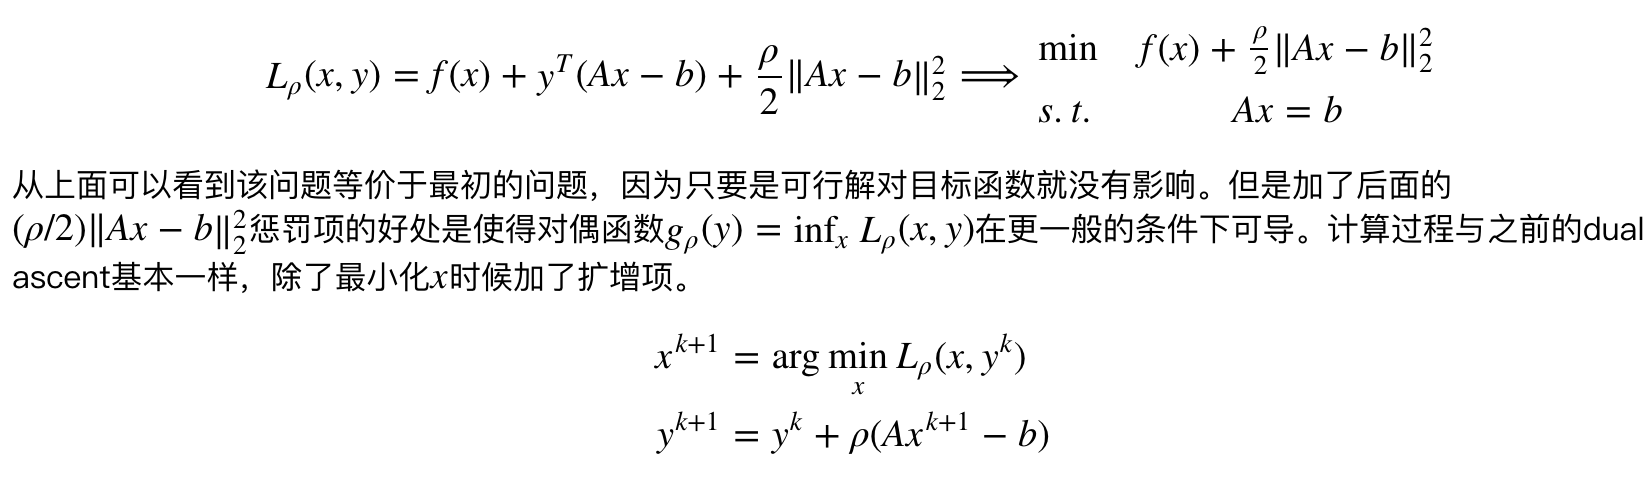 L_ρ(x, y) = f(x) + y^T(Ax − b) + ρ/2 ‖Ax − b‖_2^2 ⟹ min f(x) + ρ/2 ‖Ax − b‖_2^2
s. t. Ax = b
从上面可以看到该问题等价于最初的问题，因为只要是可行解对目标函数就没有影响。但是加了后面的
(ρ/2)‖Ax − b‖_2^2惩罚项的好处是使得对偶函数g_ρ(y) = inf_x L_ρ(x, y)在更一般的条件下可导。计算过程与之前的dual
ascent基本一样，除了最小化x时候加了扩增项。
x^{k+1} = arg min_x L_ρ(x, y^k)
y^{k+1} = y^k + ρ(Ax^{k+1} − b)